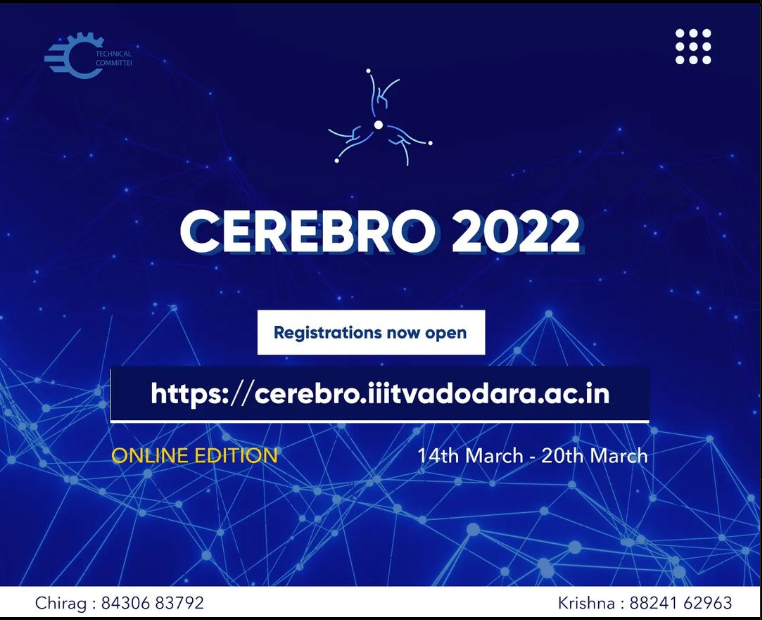 TECHNICAL
COMMITTEE
CEREBRO 2022
Registrations now open
https://cerebro.iiitvadodara.ac.in
ONLINE EDITION 14th March - 20th March
Chirag : 84306 83792 Krishna : 88241 62963